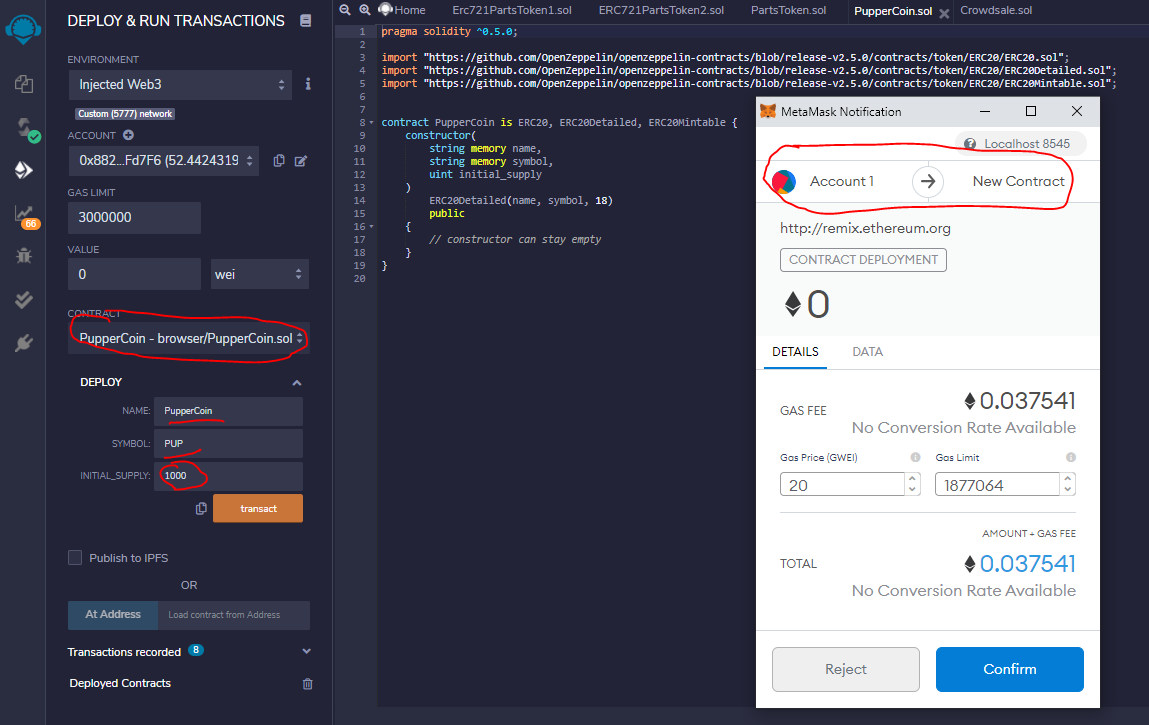 DEPLOY & RUN TRANSACTIONS
ENVIRONMENT
Injected Web3
Custom (5777) network
ACCOUNT
0x882...Fd7F6 (52.4424319
GAS LIMIT
3000000
66
VALUE
0
wei
CONTRACT
PupperCoin - browser/PupperCoin.sol
DEPLOY
NAME:
PupperCoin
SYMBOL:
PUP
INITIAL_SUPPLY:
1000
transact
Publish to IPFS
OR
At Address
Load contract from Address
Transactions recorded 8
Deployed Contracts
Home
Erc721PartsToken1.sol
ERC721PartsToken2.sol
PartsToken.sol
PupperCoin.sol
Crowdsale.sol
1 pragma solidity ^0.5.0;
2
3 import "https://github.com/OpenZeppelin/openzeppelin-contracts/blob/release-v2.5.0/contracts/token/ERC20/ERC20.sol";
4 import "https://github.com/OpenZeppelin/openzeppelin-contracts/blob/release-v2.5.0/contracts/token/ERC20/ERC20Detailed.sol";
5 import "https://github.com/OpenZeppelin/openzeppelin-contracts/blob/release-v2.5.0/contracts/token/ERC20/ERC20Mintable.sol";
6
7
8 contract PupperCoin is ERC20, ERC20Detailed, ERC20Mintable {
9 constructor(
10 string memory name,
11 string memory symbol,
12 uint initial_supply
13 )
14 ERC20Detailed(name, symbol, 18)
15 public
16 {
17 // constructor can stay empty
18 }
19 }
20
MetaMask Notification
Localhost 8545
Account 1
New Contract
http://remix.ethereum.org
CONTRACT DEPLOYMENT
0
DETAILS
DATA
GAS FEE
0.037541
No Conversion Rate Available
Gas Price (GWEI)
Gas Limit
20
1877064
AMOUNT + GAS FEE
TOTAL
0.037541
No Conversion Rate Available
Reject
Confirm